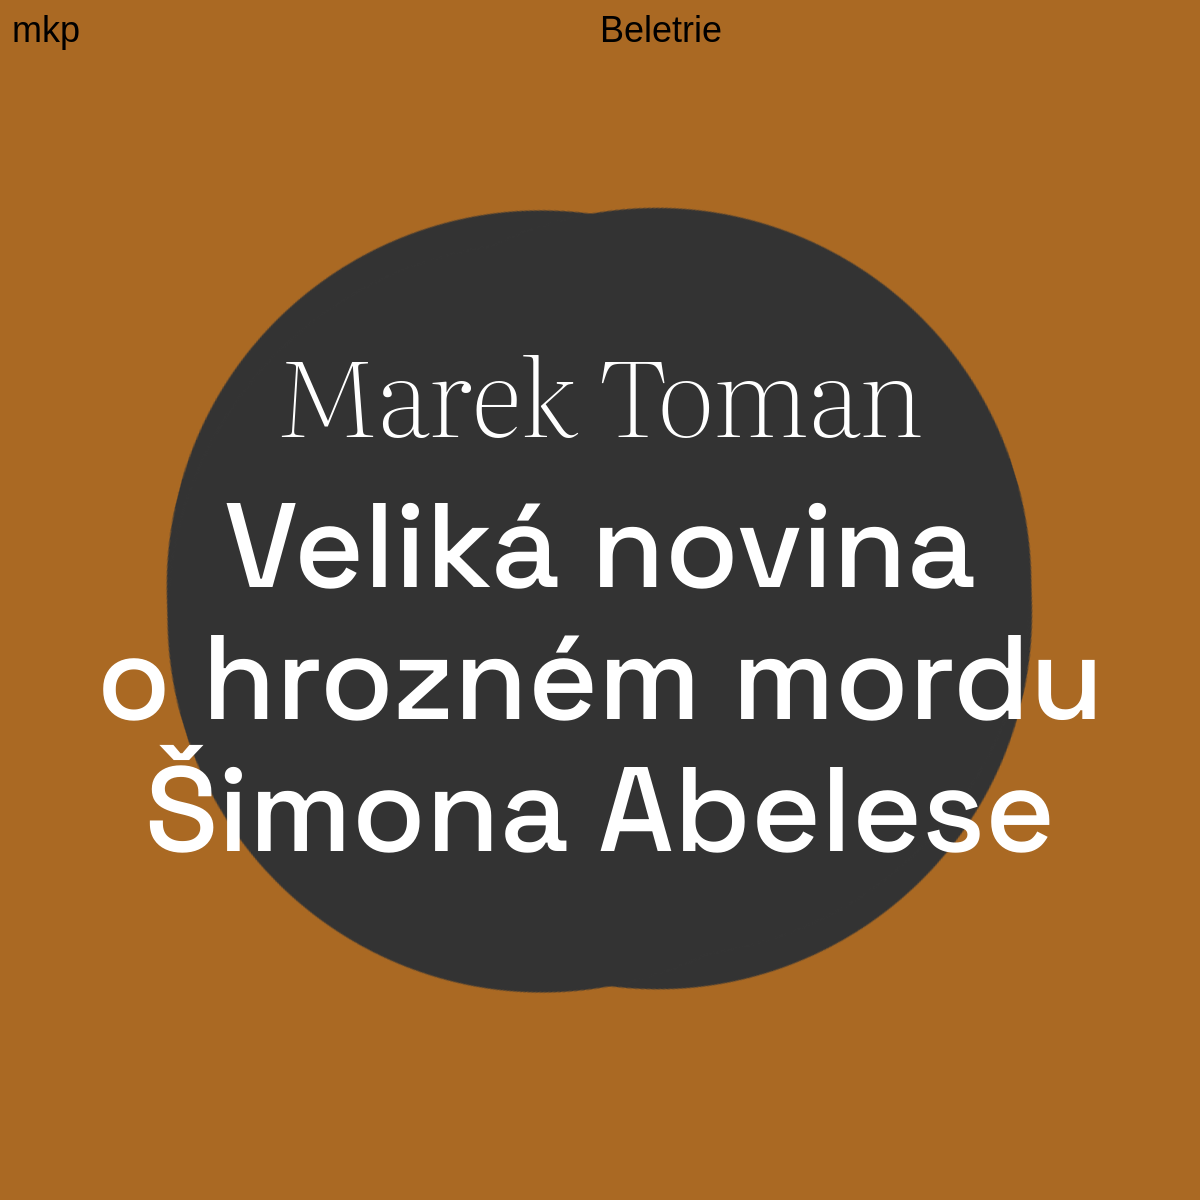 mkp
Beletrie
Marek Toman
Veliká novina
o hrozném mordu
Šimona Abelese